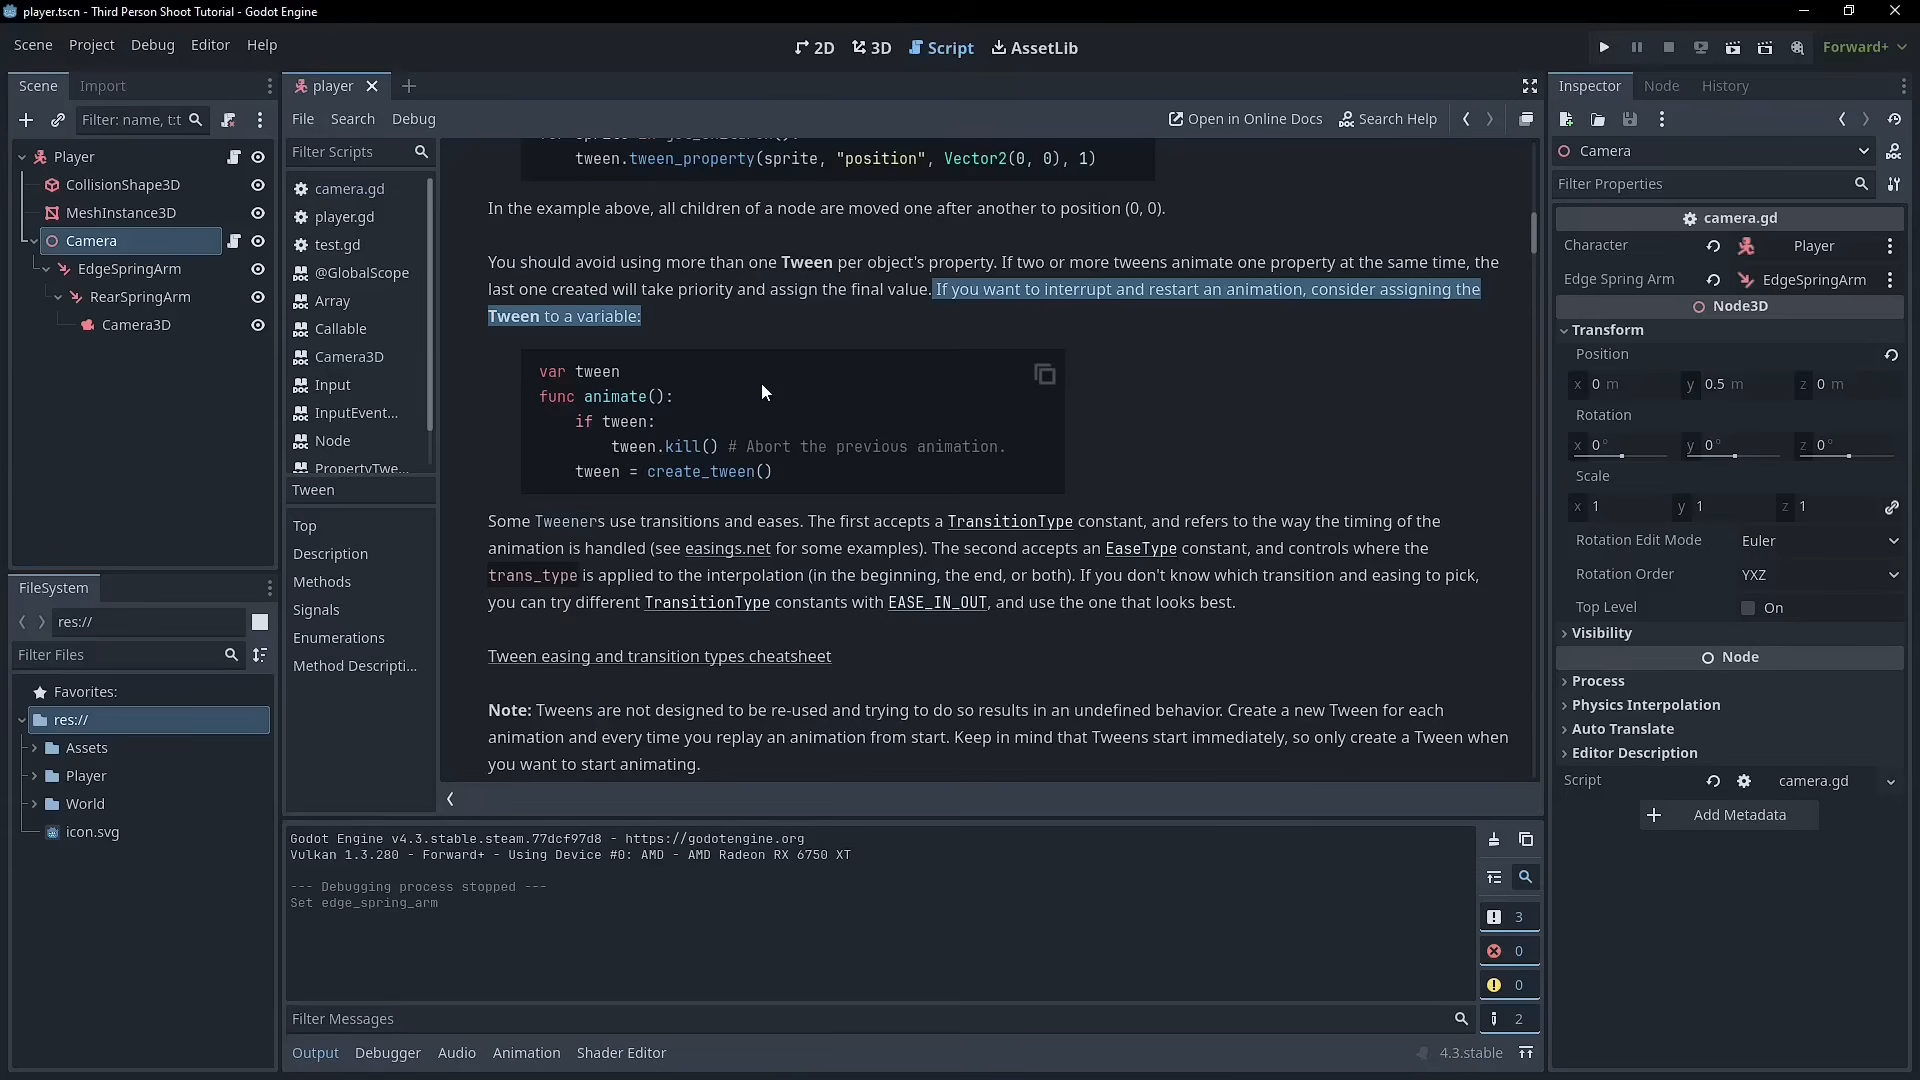 player.tscn - Third Person Shoot Tutorial - Godot Engine
Scene Project Debug Editor Help
2D 3D Script AssetLib
Forward+
Scene Import
Filter: name, t:t
Player
CollisionShape3D
MeshInstance3D
Camera
EdgeSpringArm
RearSpringArm
Camera3D
FileSystem
res://
Filter Files
Favorites:
res://
Assets
Player
World
icon.svg
player
File Search Debug
Open in Online Docs Search Help
Filter Scripts
camera.gd
player.gd
test.gd
@GlobalScope
Array
Callable
Camera3D
Input
InputEvent...
Node
PropertyTwe...
Tween
Top
Description
Methods
Signals
Enumerations
Method Descripti...
tween.tween_property(sprite, "position", Vector2(0, 0), 1)
In the example above, all children of a node are moved one after another to position (0, 0).
You should avoid using more than one Tween per object's property. If two or more tweens animate one property at the same time, the
last one created will take priority and assign the final value. If you want to interrupt and restart an animation, consider assigning the
Tween to a variable:
var tween
func animate():
if tween:
tween.kill() # Abort the previous animation.
tween = create_tween()
Some Tweeners use transitions and eases. The first accepts a TransitionType constant, and refers to the way the timing of the
animation is handled (see easings.net for some examples). The second accepts an EaseType constant, and controls where the
trans_type is applied to the interpolation (in the beginning, the end, or both). If you don't know which transition and easing to pick,
you can try different TransitionType constants with EASE_IN_OUT, and use the one that looks best.
Tween easing and transition types cheatsheet
Note: Tweens are not designed to be re-used and trying to do so results in an undefined behavior. Create a new Tween for each
animation and every time you replay an animation from start. Keep in mind that Tweens start immediately, so only create a Tween when
you want to start animating.
Godot Engine v4.3.stable.steam.77dcf97d8 - https://godotengine.org
Vulkan 1.3.280 - Forward+ - Using Device #0: AMD - AMD Radeon RX 6750 XT
--- Debugging process stopped ---
Set edge_spring_arm
3
0
0
2
Filter Messages
Output Debugger Audio Animation Shader Editor
4.3.stable
Inspector Node History
Camera
Filter Properties
camera.gd
Character Player
Edge Spring Arm EdgeSpringArm
Node3D
Transform
Position
x 0 m y 0.5 m z 0 m
Rotation
x 0° y 0° z 0°
Scale
x 1 y 1 z 1
Rotation Edit Mode Euler
Rotation Order YXZ
Top Level On
Visibility
Node
Process
Physics Interpolation
Auto Translate
Editor Description
Script camera.gd
Add Metadata